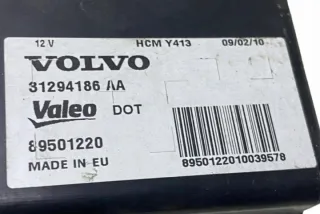 12 V HCM Y413 09/02/10
VOLVO
31294186 AA
Valeo DOT
89501220
MADE IN EU
8950122010039578